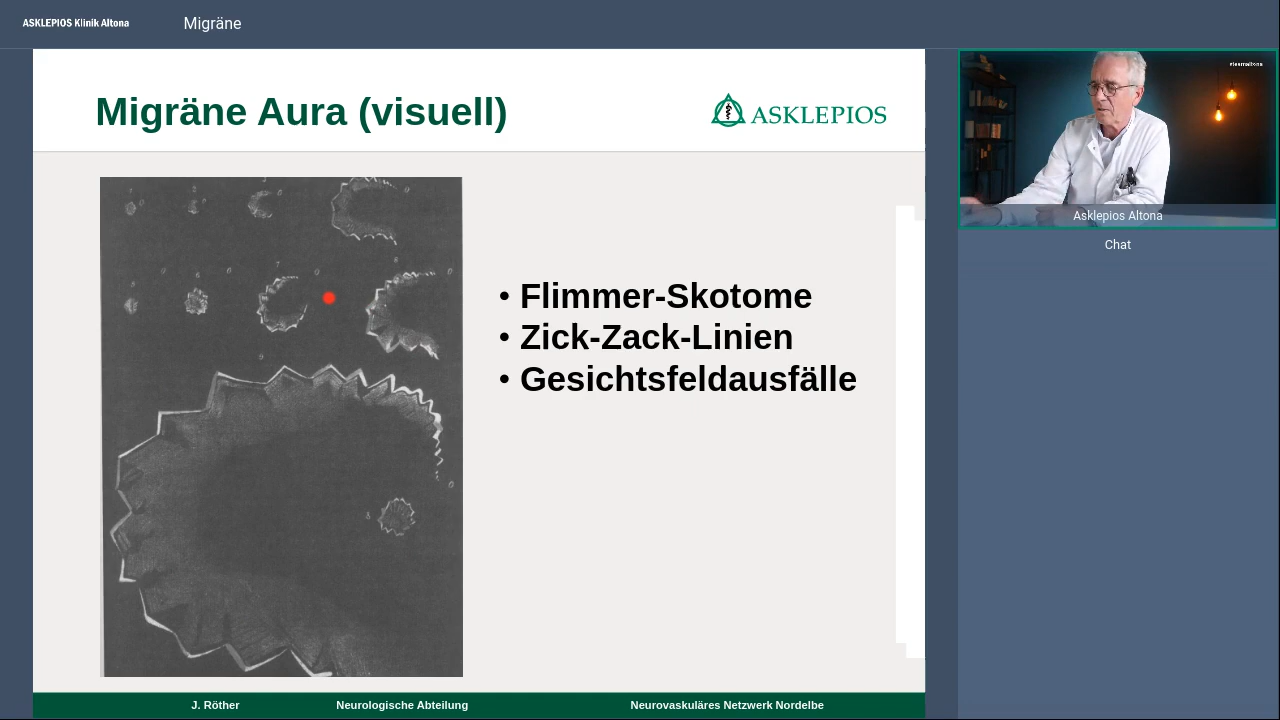 ASKLEPIOS Klinik Altona
Migräne
Migräne Aura (visuell)
ASKLEPIOS
• Flimmer-Skotome
• Zick-Zack-Linien
• Gesichtsfeldausfälle
J. Röther
Neurologische Abteilung
Neurovaskuläres Netzwerk Nordelbe
#teamaltona
Asklepios Altona
Chat